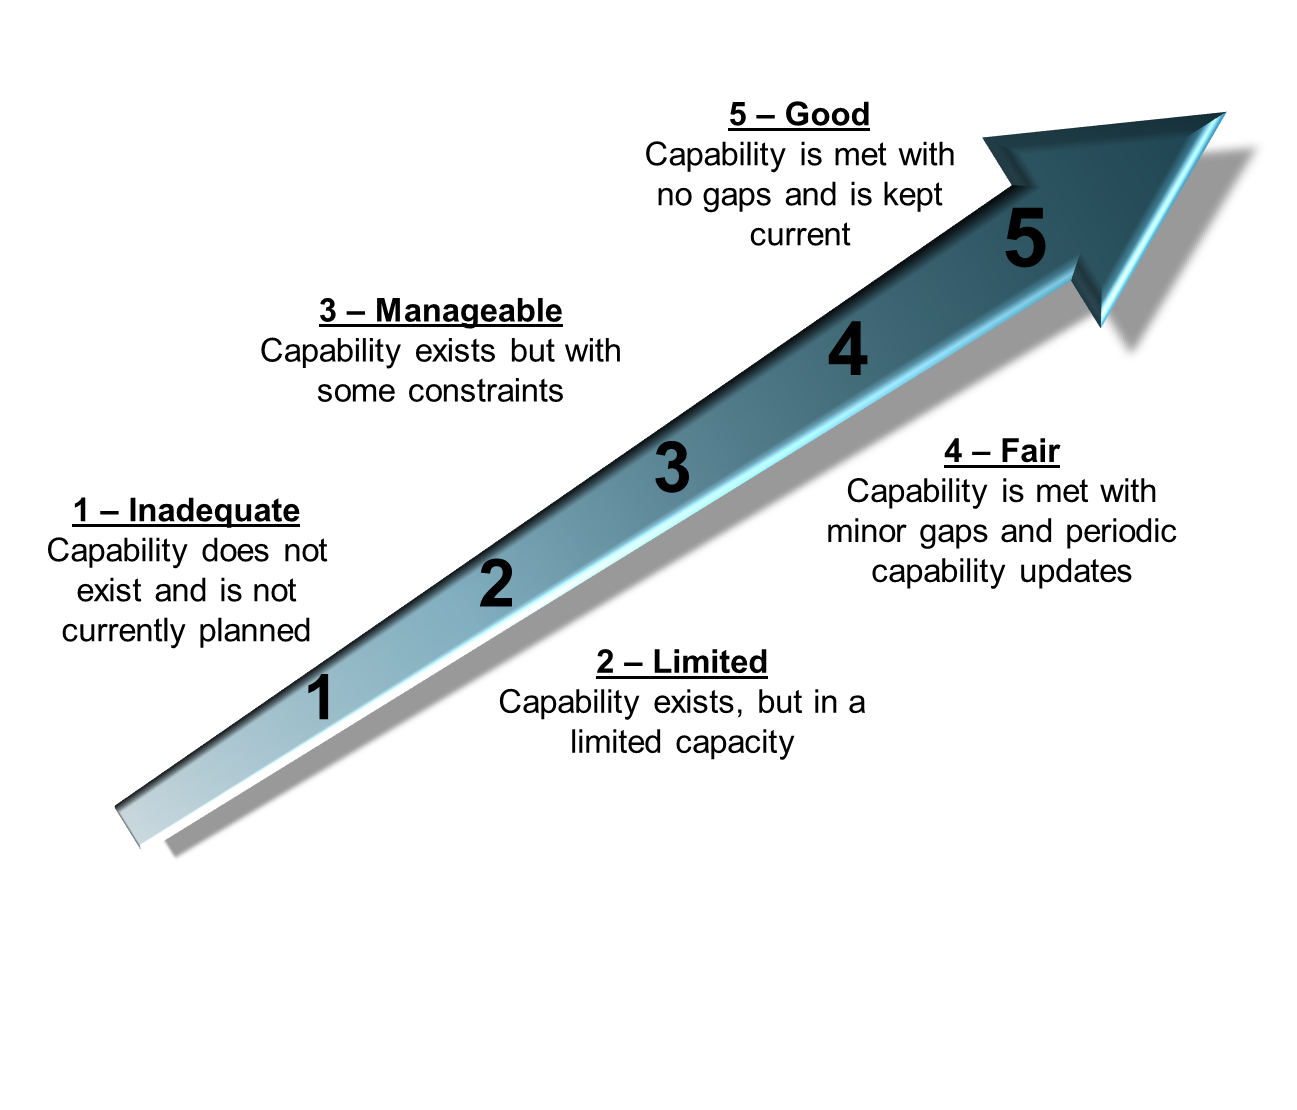 5 – Good
Capability is met with
no gaps and is kept
current
5
3 – Manageable
Capability exists but with
some constraints
4
4 – Fair
Capability is met with
minor gaps and periodic
capability updates
3
1 – Inadequate
Capability does not
exist and is not
currently planned
2
2 – Limited
Capability exists, but in a
limited capacity
1